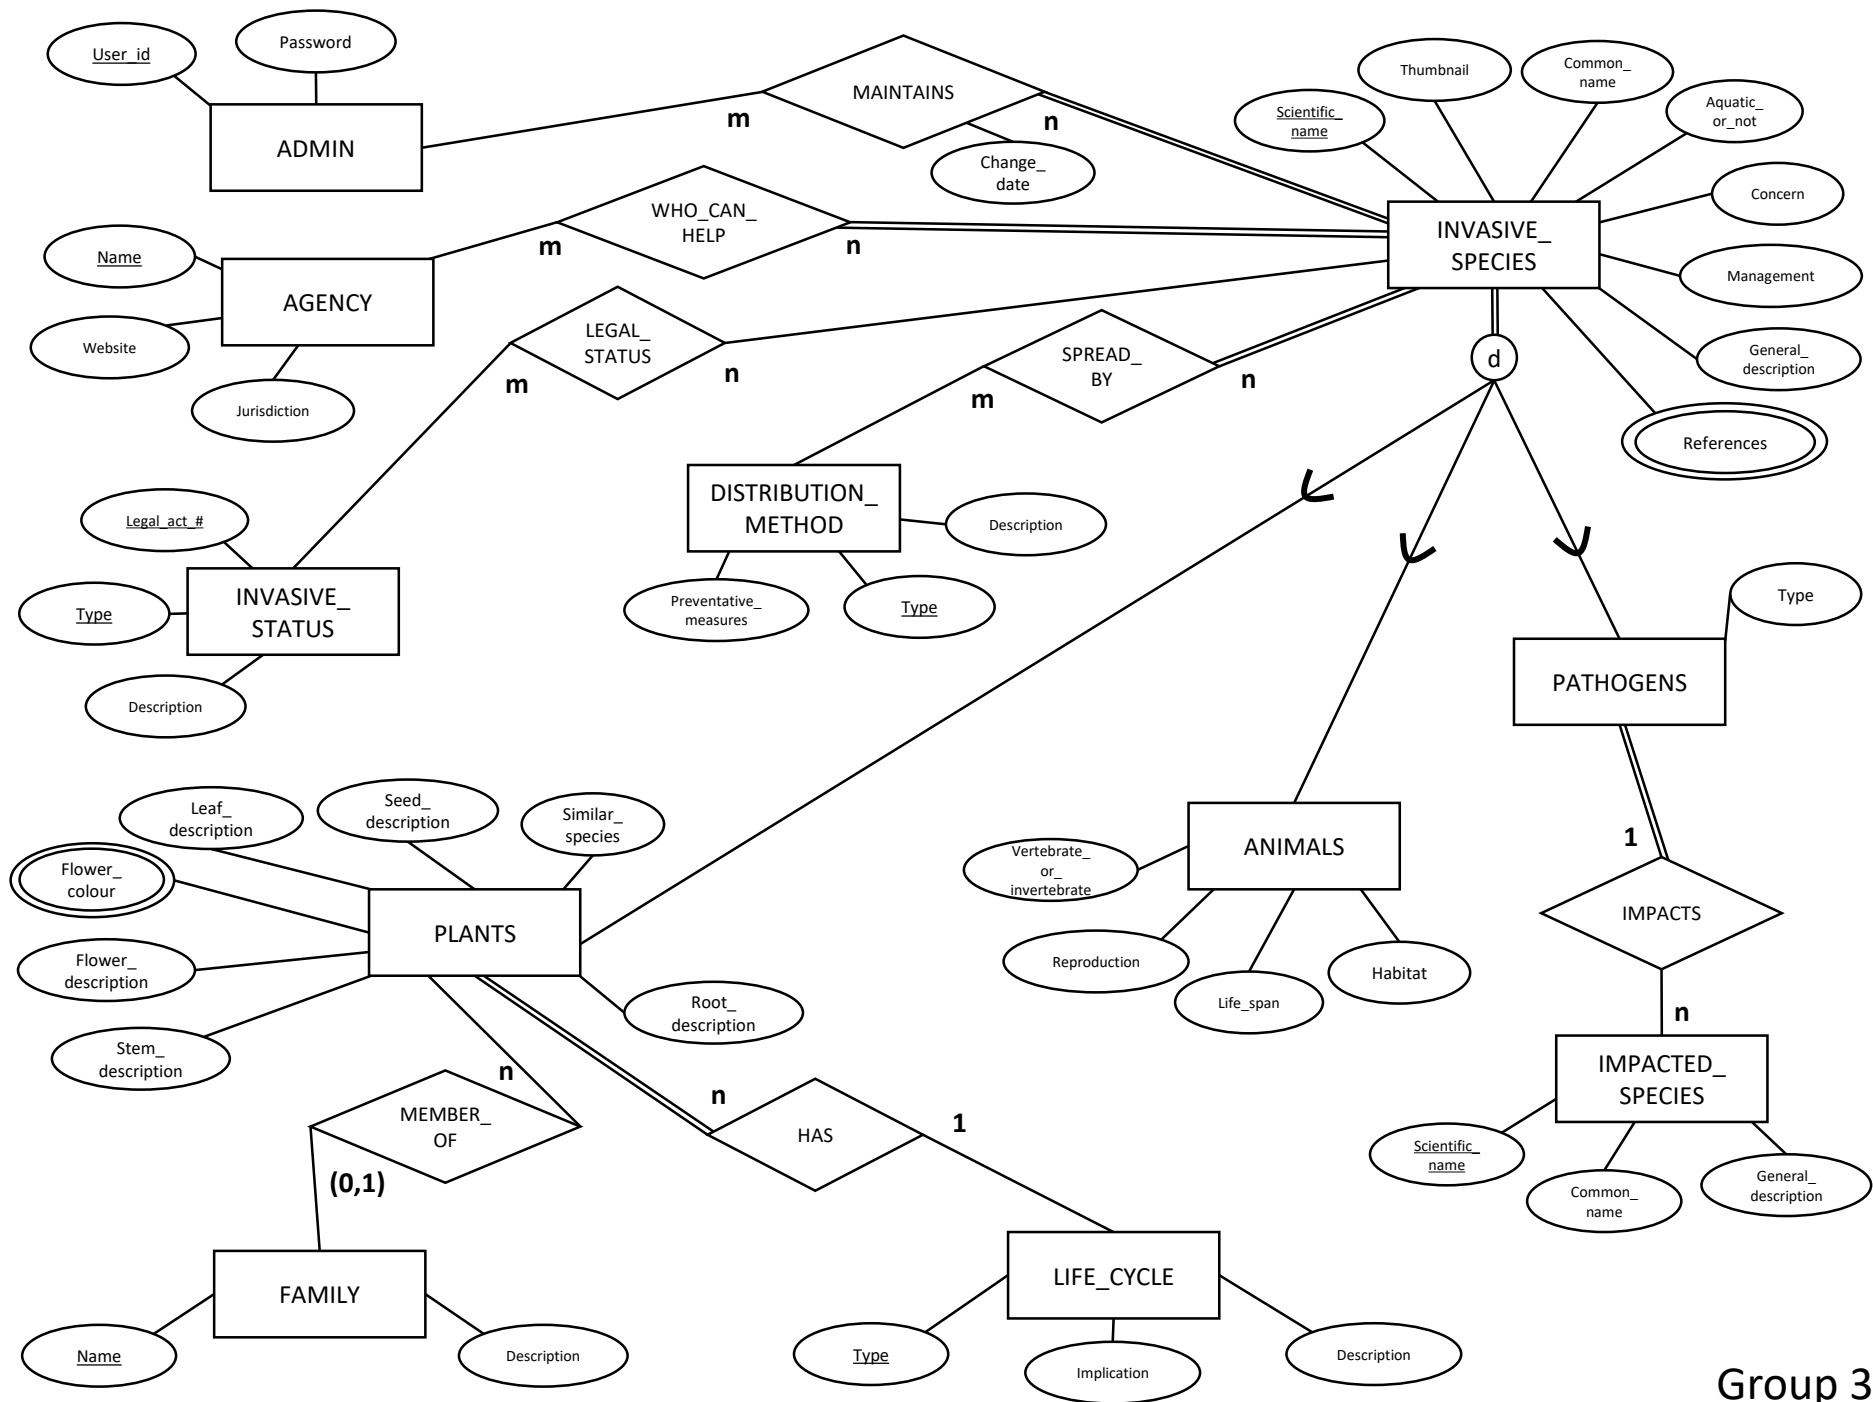 User_id
Password
ADMIN
MAINTAINS
m
n
Change_
date
Scientific_
name
Thumbnail
Common_
name
Aquatic_
or_not
Concern
Management
General_
description
References
INVASIVE_
SPECIES
WHO_CAN_
HELP
m
n
Name
Website
Jurisdiction
AGENCY
LEGAL_
STATUS
m
n
SPREAD_
BY
m
n
d
Legal_act_#
Type
Description
INVASIVE_
STATUS
DISTRIBUTION_
METHOD
Description
Preventative_
measures
Type
Type
PATHOGENS
1
IMPACTS
n
IMPACTED_
SPECIES
Scientific_
name
Common_
name
General_
description
ANIMALS
Vertebrate_
or_
invertebrate
Reproduction
Life_span
Habitat
Leaf_
description
Seed_
description
Similar_
species
Flower_
colour
Flower_
description
Stem_
description
Root_
description
PLANTS
n
MEMBER_
OF
(0,1)
n
HAS
1
FAMILY
Name
Description
LIFE_CYCLE
Type
Implication
Description
Group 3